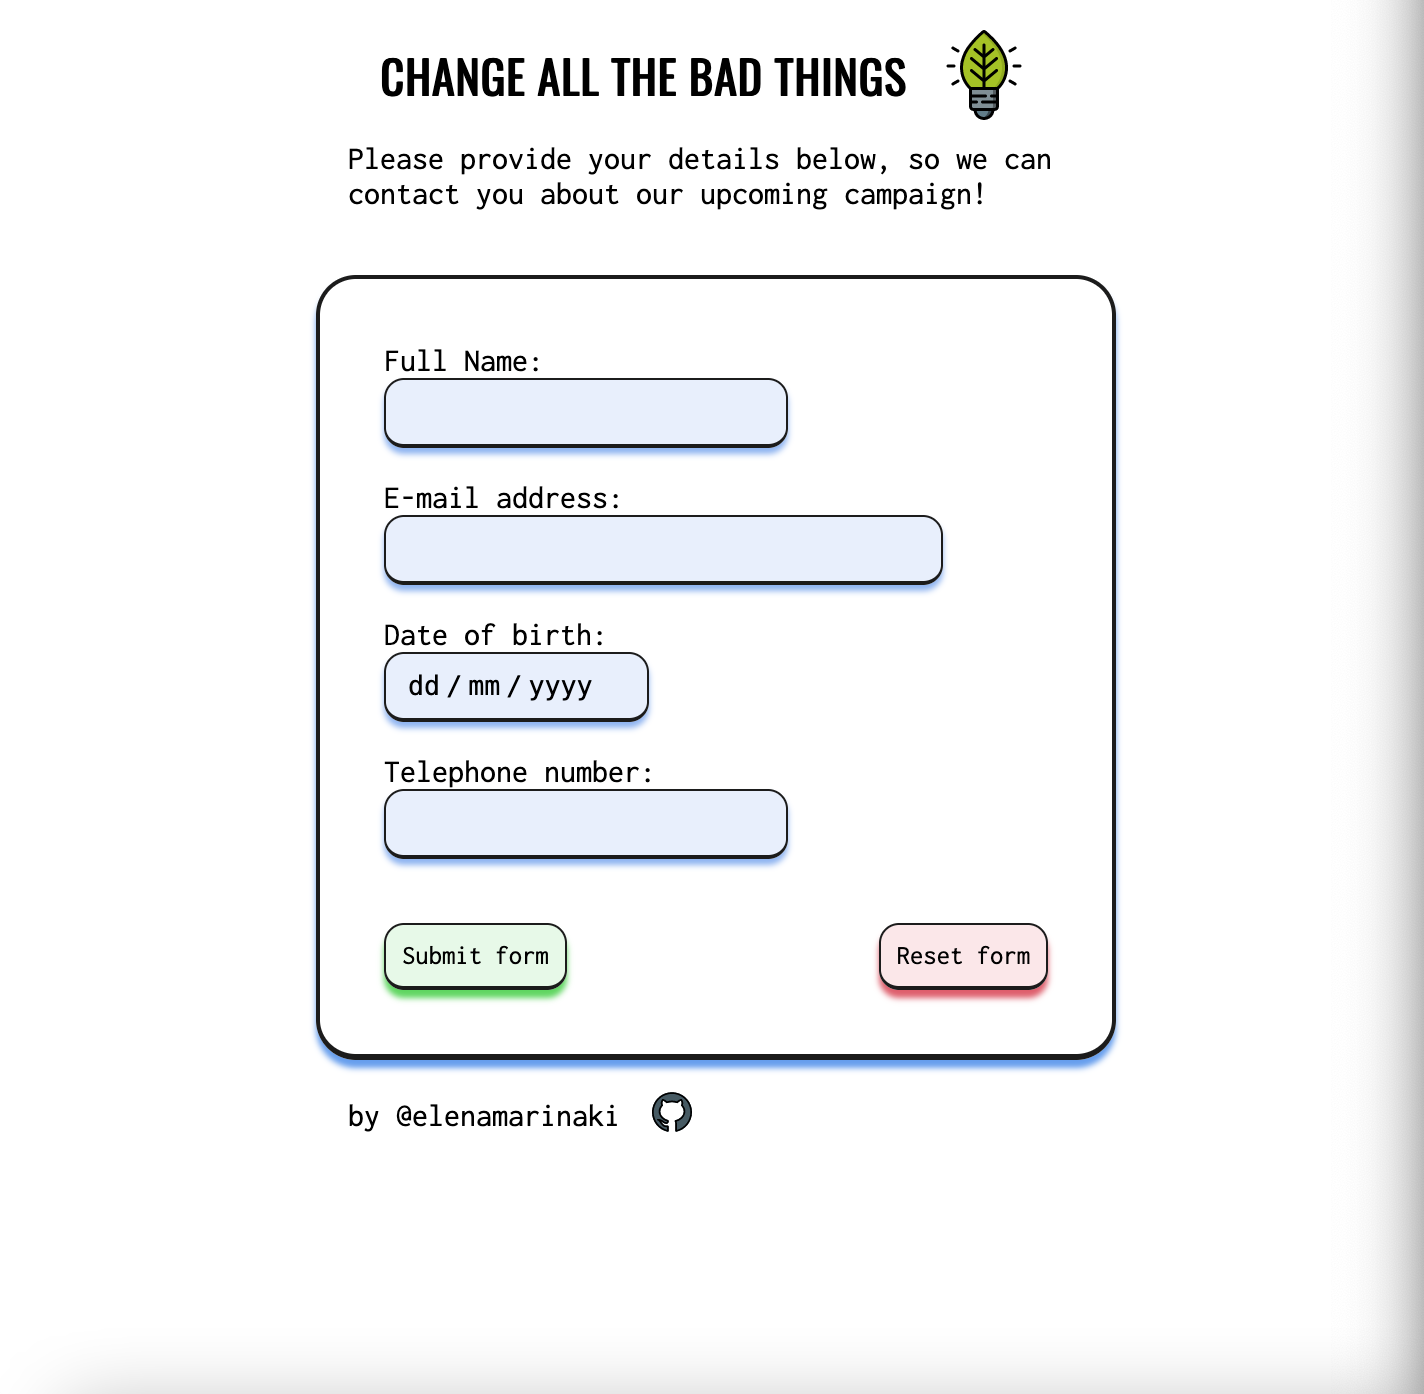 CHANGE ALL THE BAD THINGS
Please provide your details below, so we can
contact you about our upcoming campaign!
Full Name:
E-mail address:
Date of birth:
dd / mm / yyyy
Telephone number:
Submit form
Reset form
by @elenamarinaki